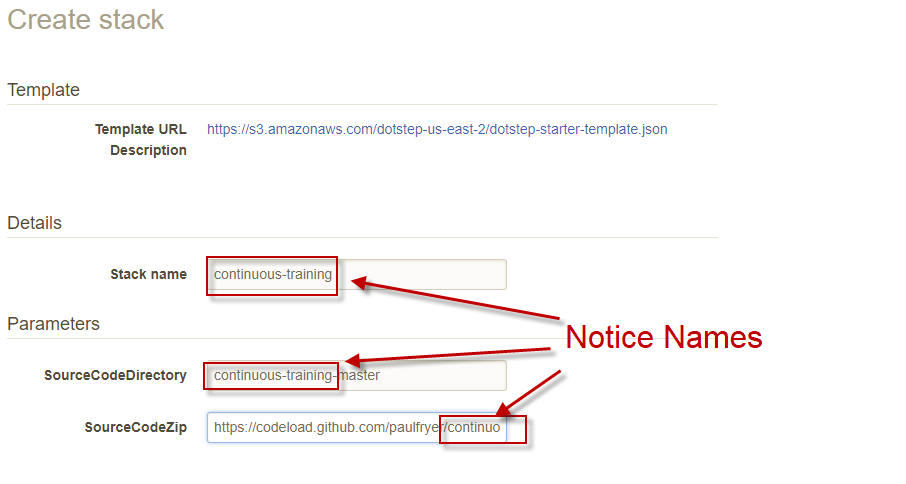 Create stack
Template
Template URL https://s3.amazonaws.com/dotstep-us-east-2/dotstep-starter-template.json
Description
Details
Stack name continuous-training
Parameters
Notice Names
SourceCodeDirectory continuous-training-master
SourceCodeZip https://codeload.github.com/paulfryer/continuo